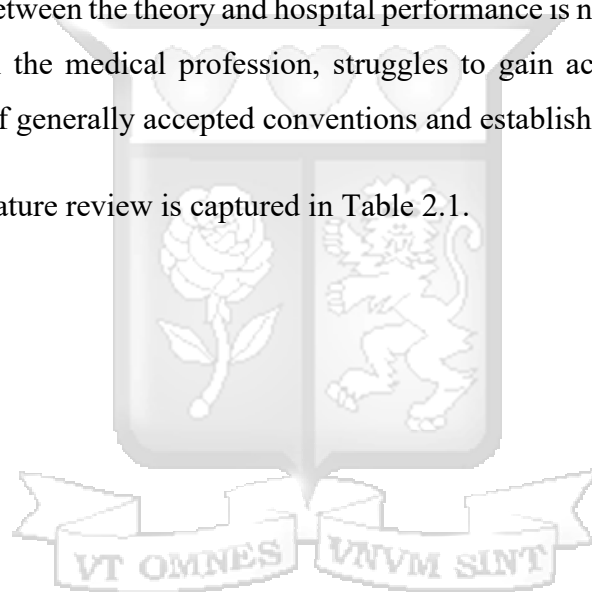 between the theory and hospital performance is n
the medical profession, struggles to gain ac
f generally accepted conventions and establish
ature review is captured in Table 2.1.
VT OMNES VNVM SINT